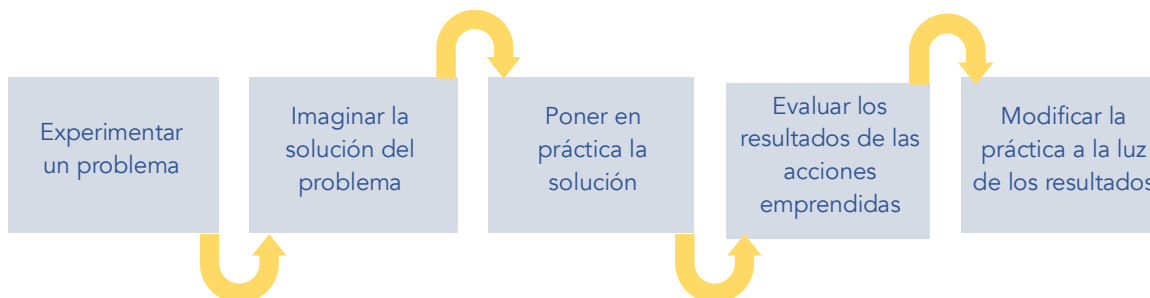 Experimentar
un problema
Imaginar la
solución del
problema
Poner en
práctica la
solución
Evaluar los
resultados de las
acciones
emprendidas
Modificar la
práctica a la luz
de los resultados